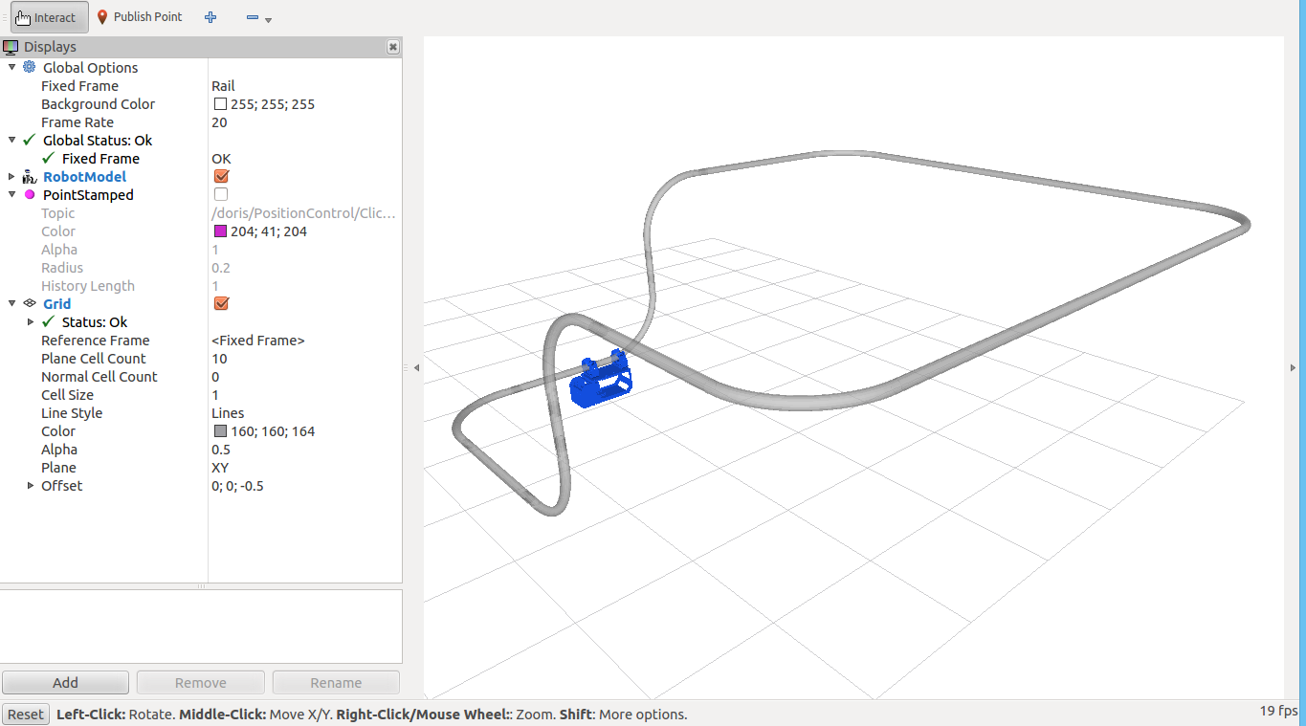 Interact Publish Point
Displays
Global Options
Fixed Frame Rail
Background Color 255; 255; 255
Frame Rate 20
Global Status: Ok
Fixed Frame OK
RobotModel
PointStamped
Topic /doris/PositionControl/Clic...
Color 204; 41; 204
Alpha 1
Radius 0.2
History Length 1
Grid
Status: Ok
Reference Frame <Fixed Frame>
Plane Cell Count 10
Normal Cell Count 0
Cell Size 1
Line Style Lines
Color 160; 160; 164
Alpha 0.5
Plane XY
Offset 0; 0; -0.5
Add Remove Rename
Reset Left-Click: Rotate. Middle-Click: Move X/Y. Right-Click/Mouse Wheel:: Zoom. Shift: More options. 19 fps